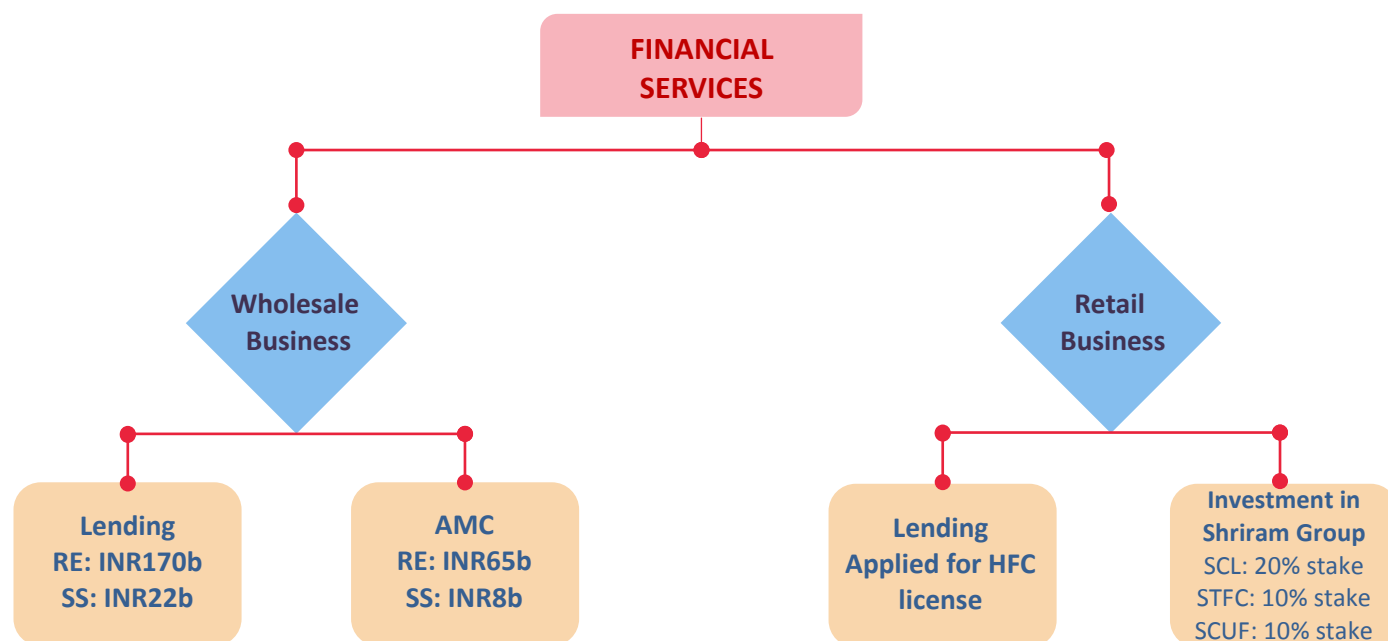 FINANCIAL
SERVICES
Wholesale
Business
Retail
Business
Lending
RE: INR170b
SS: INR22b
AMC
RE: INR65b
SS: INR8b
Lending
Applied for HFC
license
Investment in
Shriram Group
SCL: 20% stake
STFC: 10% stake
SCUF: 10% stake